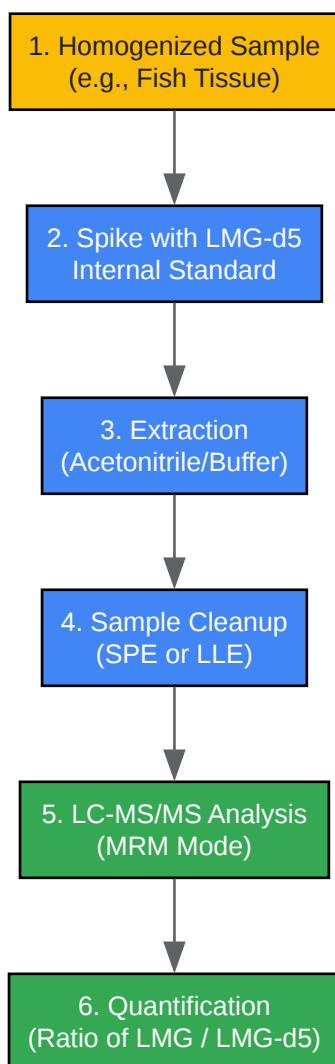 1. Homogenized Sample
(e.g., Fish Tissue)
2. Spike with LMG-d5
Internal Standard
3. Extraction
(Acetonitrile/Buffer)
4. Sample Cleanup
(SPE or LLE)
5. LC-MS/MS Analysis
(MRM Mode)
6. Quantification
(Ratio of LMG / LMG-d5)